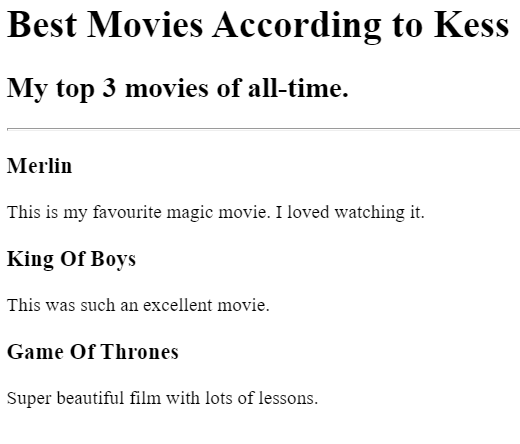 Best Movies According to Kess
My top 3 movies of all-time.
Merlin
This is my favourite magic movie. I loved watching it.
King Of Boys
This was such an excellent movie.
Game Of Thrones
Super beautiful film with lots of lessons.